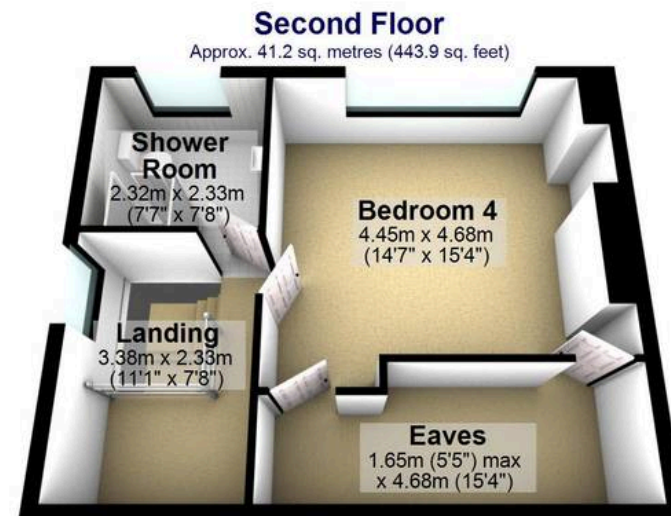 Second Floor
Approx. 41.2 sq. metres (443.9 sq. feet)
Shower
Room
2.32m x 2.33m
(7'7" x 7'8")
Bedroom 4
4.45m x 4.68m
(14'7" x 15'4")
Landing
3.38m x 2.33m
(11'1" x 7'8")
Eaves
1.65m (5'5") max
x 4.68m (15'4")